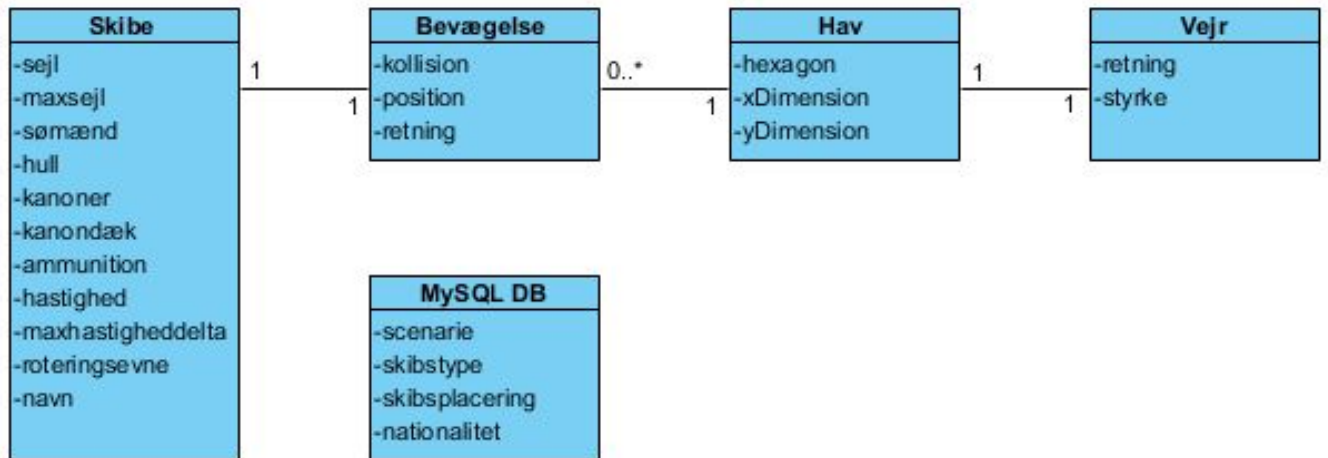 Skibe
-sejl
-maxsejl
-sømænd
-hull
-kanoner
-kanondæk
-ammunition
-hastighed
-maxhastigheddelta
-roteringsevne
-navn
1
1
Bevægelse
-kollision
-position
-retning
0..*
1
Hav
-hexagon
-xDimension
-yDimension
1
1
Vejr
-retning
-styrke
MySQL DB
-scenarie
-skibstype
-skibsplacering
-nationalitet